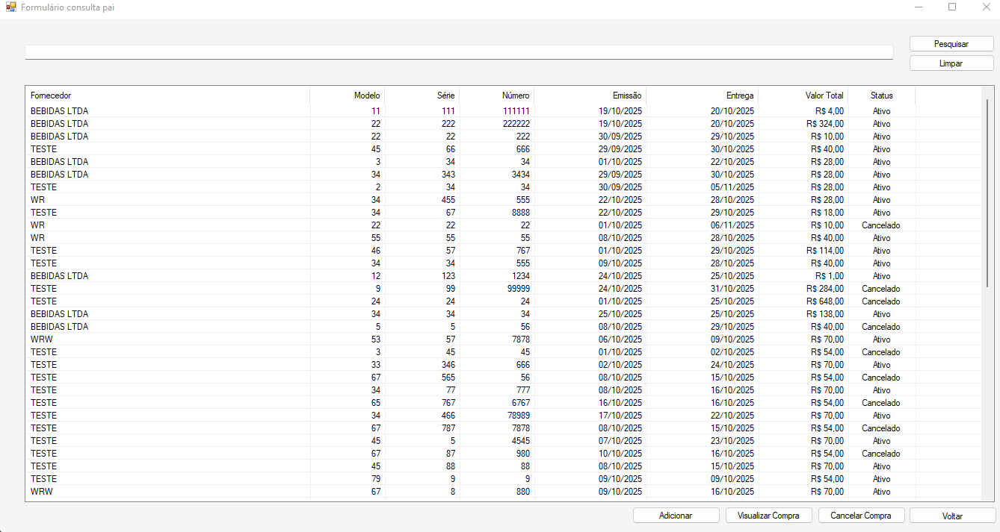 Formulário consulta pai
Pesquisar
Limpar
Fornecedor Modelo Série Número Emissão Entrega Valor Total Status
BEBIDAS LTDA 11 111 111111 19/10/2025 20/10/2025 R$ 4,00 Ativo
BEBIDAS LTDA 22 222 222222 19/10/2025 20/10/2025 R$ 324,00 Ativo
BEBIDAS LTDA 22 22 222 30/09/2025 29/10/2025 R$ 10,00 Ativo
TESTE 45 66 666 29/09/2025 30/10/2025 R$ 40,00 Ativo
BEBIDAS LTDA 3 34 34 01/10/2025 22/10/2025 R$ 28,00 Ativo
BEBIDAS LTDA 34 343 3434 29/09/2025 30/10/2025 R$ 28,00 Ativo
TESTE 2 34 34 30/09/2025 05/11/2025 R$ 28,00 Ativo
WR 34 455 555 22/10/2025 28/10/2025 R$ 28,00 Ativo
TESTE 34 67 8888 22/10/2025 29/10/2025 R$ 18,00 Ativo
WR 22 22 22 01/10/2025 06/11/2025 R$ 10,00 Cancelado
WR 55 55 55 08/10/2025 28/10/2025 R$ 40,00 Ativo
TESTE 46 57 767 01/10/2025 29/10/2025 R$ 114,00 Ativo
TESTE 34 34 555 09/10/2025 28/10/2025 R$ 40,00 Ativo
BEBIDAS LTDA 12 123 1234 24/10/2025 25/10/2025 R$ 1,00 Ativo
TESTE 9 99 99999 24/10/2025 31/10/2025 R$ 284,00 Cancelado
TESTE 24 24 24 01/10/2025 25/10/2025 R$ 648,00 Cancelado
BEBIDAS LTDA 34 34 34 25/10/2025 25/10/2025 R$ 138,00 Ativo
BEBIDAS LTDA 5 5 56 08/10/2025 29/10/2025 R$ 40,00 Cancelado
WRW 53 57 7878 06/10/2025 09/10/2025 R$ 70,00 Ativo
TESTE 3 45 45 01/10/2025 02/10/2025 R$ 54,00 Cancelado
TESTE 33 346 666 02/10/2025 24/10/2025 R$ 70,00 Ativo
TESTE 67 565 56 08/10/2025 15/10/2025 R$ 54,00 Cancelado
TESTE 34 77 777 08/10/2025 16/10/2025 R$ 70,00 Ativo
TESTE 65 767 6767 16/10/2025 16/10/2025 R$ 54,00 Cancelado
TESTE 34 466 78989 17/10/2025 22/10/2025 R$ 70,00 Ativo
TESTE 67 787 7878 08/10/2025 15/10/2025 R$ 54,00 Cancelado
TESTE 45 5 4545 07/10/2025 23/10/2025 R$ 70,00 Ativo
TESTE 67 87 980 10/10/2025 16/10/2025 R$ 54,00 Cancelado
TESTE 45 88 88 08/10/2025 15/10/2025 R$ 70,00 Ativo
TESTE 79 9 9 09/10/2025 09/10/2025 R$ 54,00 Ativo
WRW 67 8 880 09/10/2025 16/10/2025 R$ 70,00 Ativo
Adicionar Visualizar Compra Cancelar Compra Voltar